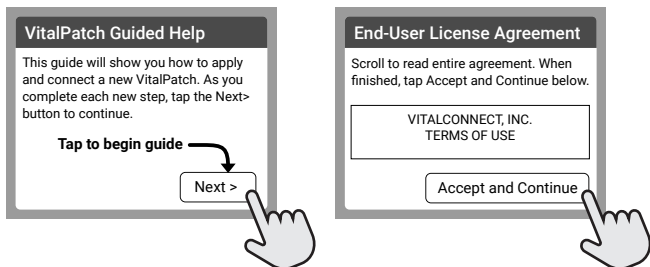 VitalPatch Guided Help
This guide will show you how to apply
and connect a new VitalPatch. As you
complete each new step, tap the Next>
button to continue.
Tap to begin guide
Next >
End-User License Agreement
Scroll to read entire agreement. When
finished, tap Accept and Continue below.
VITALCONNECT, INC.
TERMS OF USE
Accept and Continue